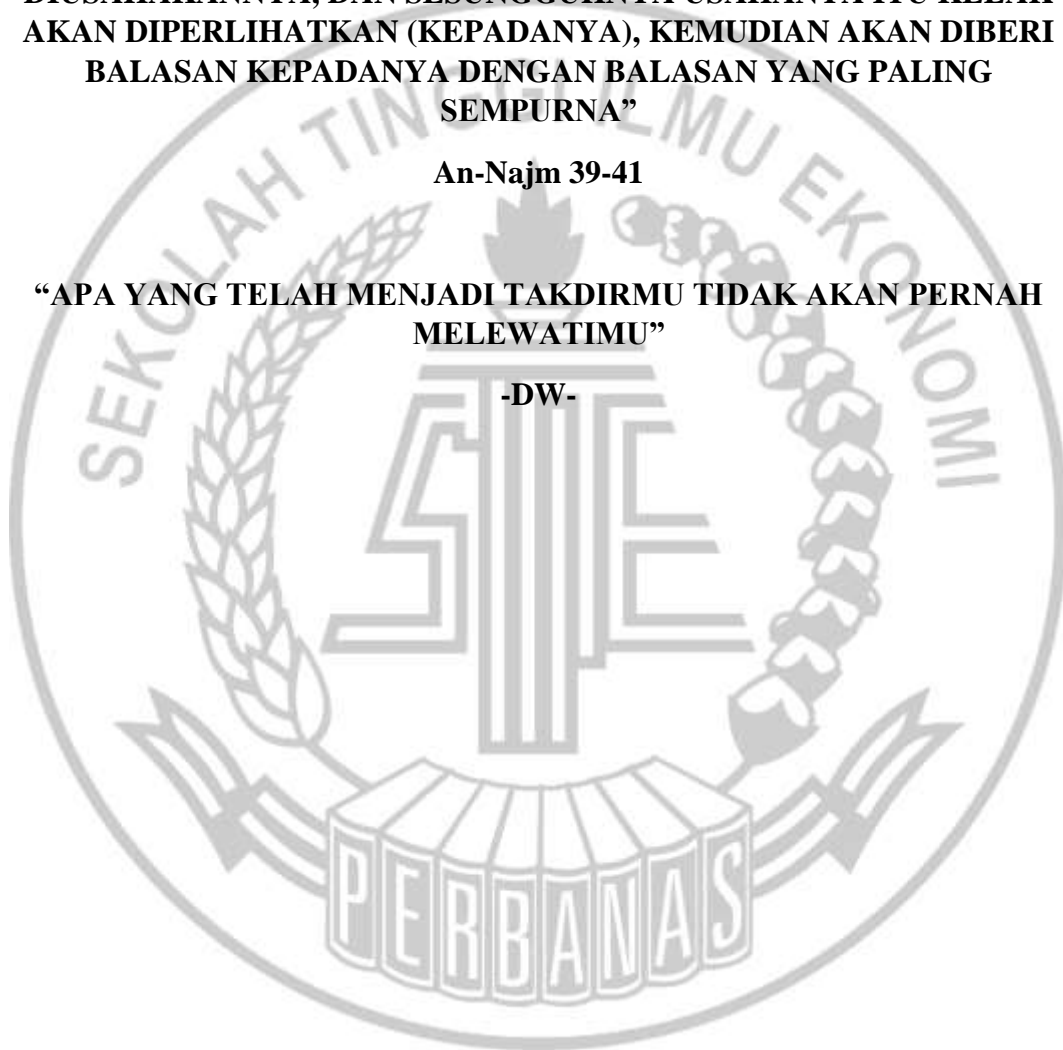 AKAN DIPERLIHATKAN (KEPADANYA), KEMUDIAN AKAN DIBERI
BALASAN KEPADANYA DENGAN BALASAN YANG PALING
SEMPURNA”
An-Najm 39-41
“APA YANG TELAH MENJADI TAKDIRMU TIDAK AKAN PERNAH
MELEWATIMU”
-DW-
SEKOLAH TINGGI ILMU EKONOMI
STIE
PERBANAS